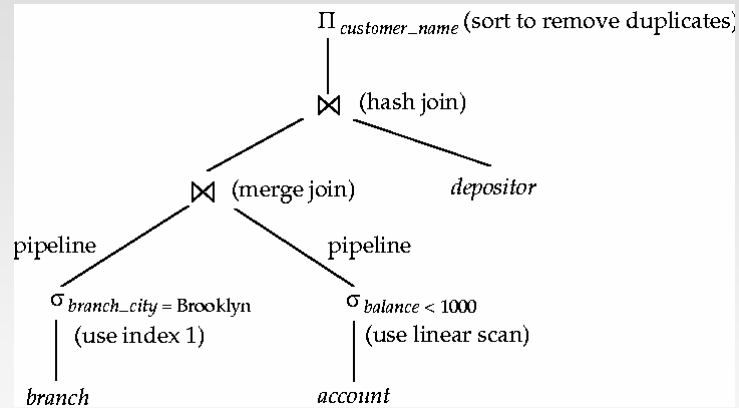 Π customer_name (sort to remove duplicates)
⋈ (hash join)
⋈ (merge join)
depositor
pipeline
pipeline
σ branch_city = Brooklyn
(use index 1)
σ balance < 1000
(use linear scan)
branch
account